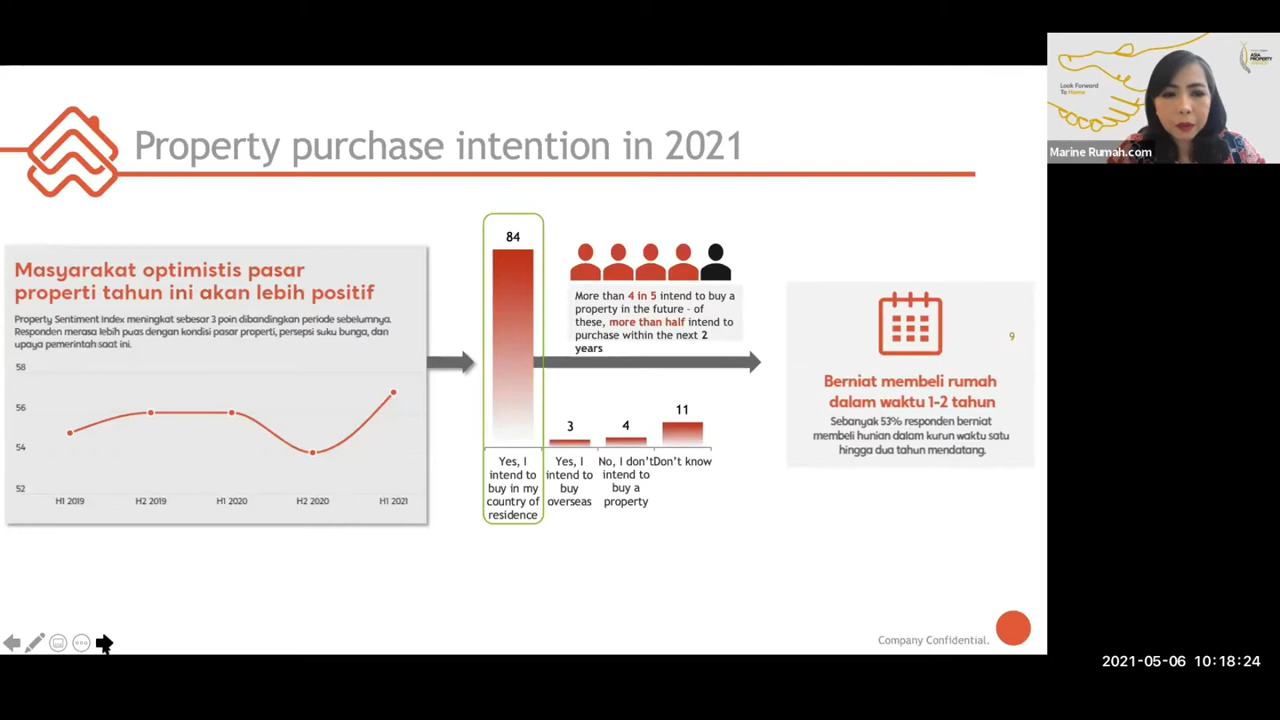 Property purchase intention in 2021
Masyarakat optimistis pasar
properti tahun ini akan lebih positif
Property Sentiment Index meningkat sebesar 3 poin dibandingkan periode sebelumnya.
Responden merasa lebih puas dengan kondisi pasar properti, persepsi suku bunga, dan
upaya pemerintah saat ini.
58
56
54
52
H1 2019
H2 2019
H1 2020
H2 2020
H1 2021
84
3
4
11
Yes, I
intend to
buy in my
country of
residence
Yes, I
intend to
buy
overseas
No, I don't
intend to
buy a
property
Don't know
More than 4 in 5 intend to buy a
property in the future - of
these, more than half intend to
purchase within the next 2
years
9
Berniat membeli rumah
dalam waktu 1-2 tahun
Sebanyak 53% responden berniat
membeli hunian dalam kurun waktu satu
hingga dua tahun mendatang.
Company Confidential.
Look Forward
To Home
ASIA
PROPERTY
Marine Rumah.com
2021-05-06 10:18:24